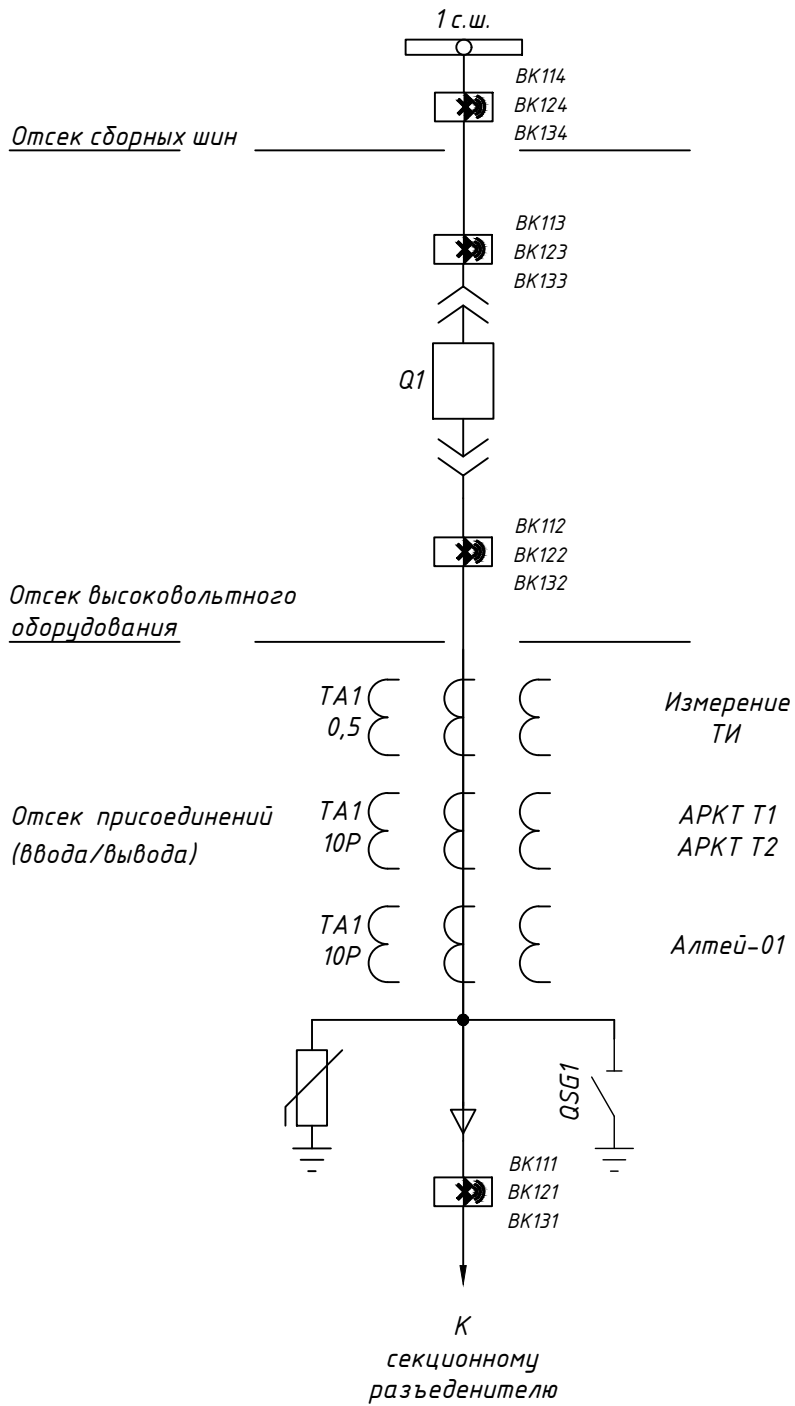 1 с.ш.
ВК114
ВК124
ВК134
Отсек сборных шин
ВК113
ВК123
ВК133
Q1
ВК112
ВК122
ВК132
Отсек высоковольтного
оборудования
ТА1
0,5
Измерение
ТИ
Отсек присоединений
(ввода/вывода)
ТА1
10Р
АРКТ Т1
АРКТ Т2
ТА1
10Р
Алтей-01
QSG1
ВК111
ВК121
ВК131
К
секционному
разъеденителю